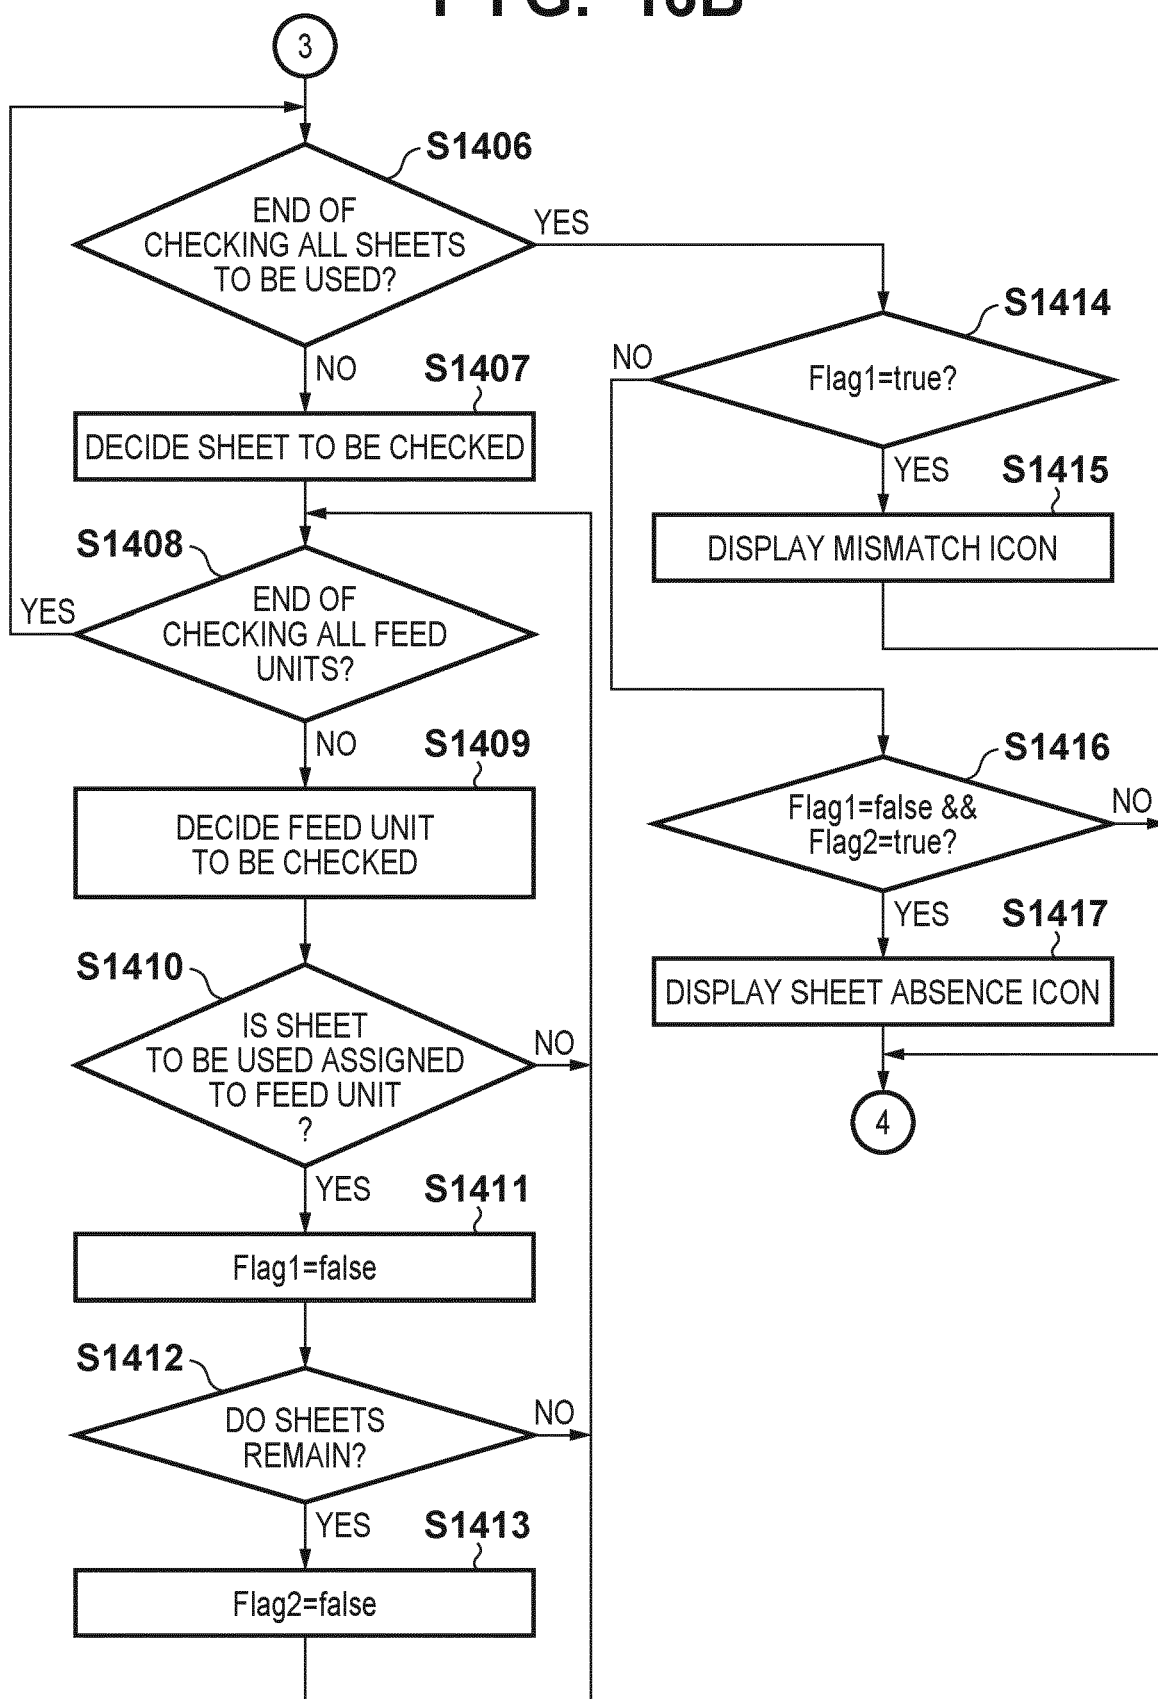 3
S1406
END OF
CHECKING ALL SHEETS
TO BE USED?
YES
NO
S1407
DECIDE SHEET TO BE CHECKED
S1408
END OF
CHECKING ALL FEED
UNITS?
YES
NO
S1409
DECIDE FEED UNIT
TO BE CHECKED
S1410
IS SHEET
TO BE USED ASSIGNED
TO FEED UNIT
?
NO
YES
S1411
Flag1=false
S1412
DO SHEETS
REMAIN?
NO
YES
S1413
Flag2=false
S1414
Flag1=true?
NO
YES
S1415
DISPLAY MISMATCH ICON
S1416
Flag1=false &&
Flag2=true?
NO
YES
S1417
DISPLAY SHEET ABSENCE ICON
4